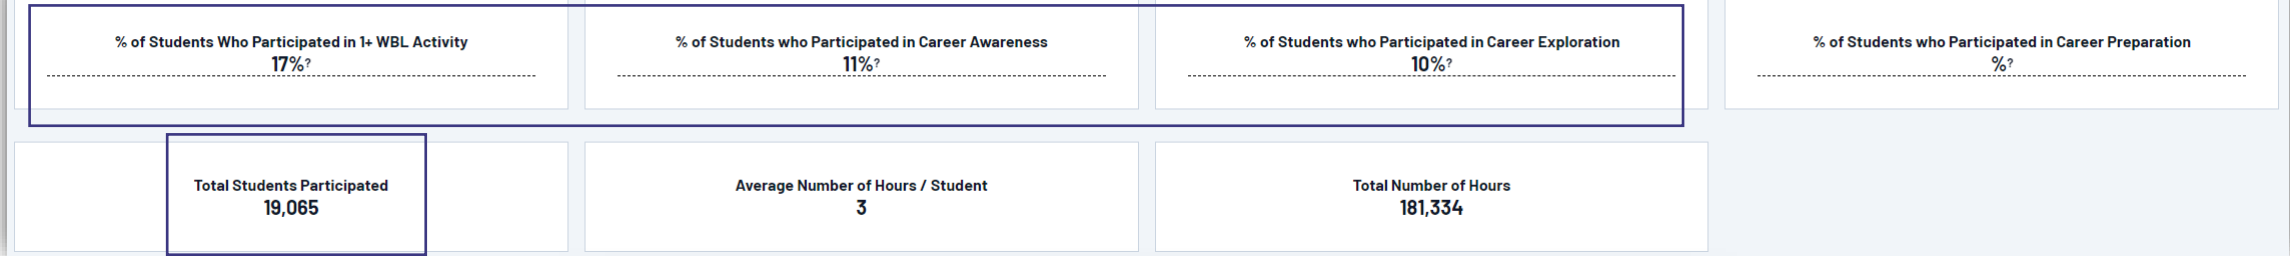 % of Students Who Participated in 1+ WBL Activity
17%?
% of Students who Participated in Career Awareness
11%?
% of Students who Participated in Career Exploration
10%?
% of Students who Participated in Career Preparation
%?
Total Students Participated
19,065
Average Number of Hours / Student
3
Total Number of Hours
181,334